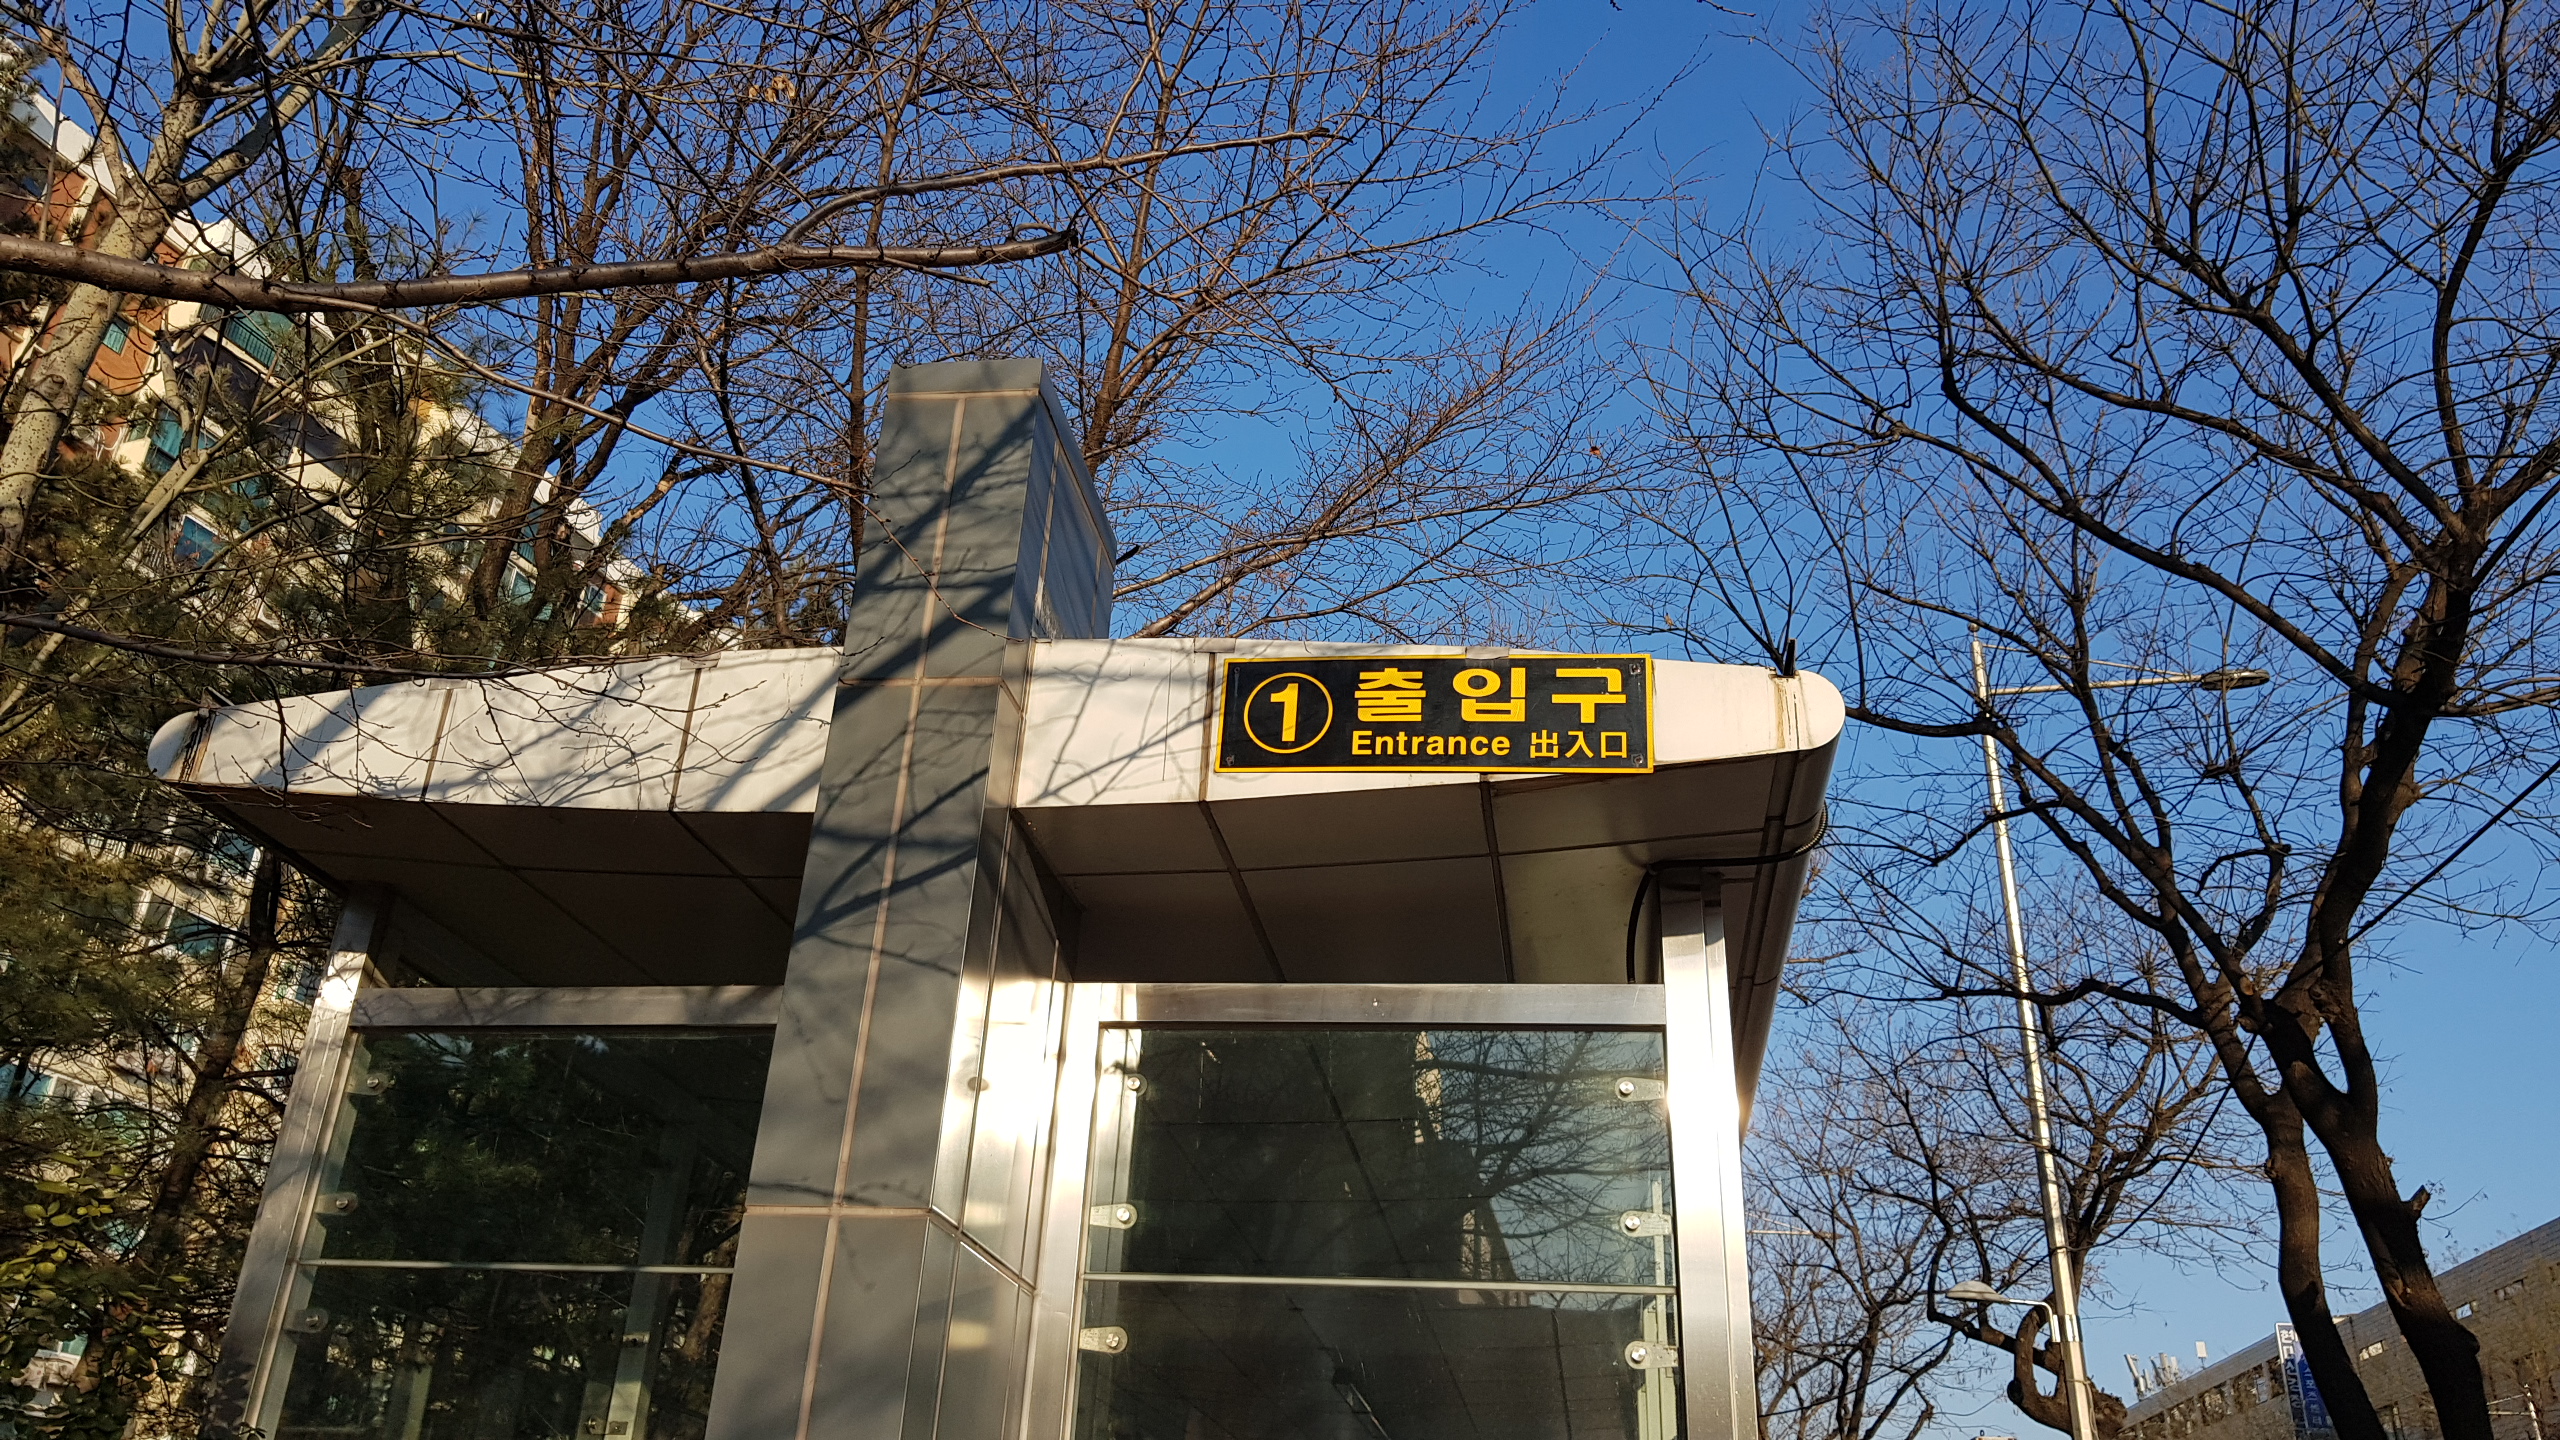 ① 출입구
Entrance 出入口